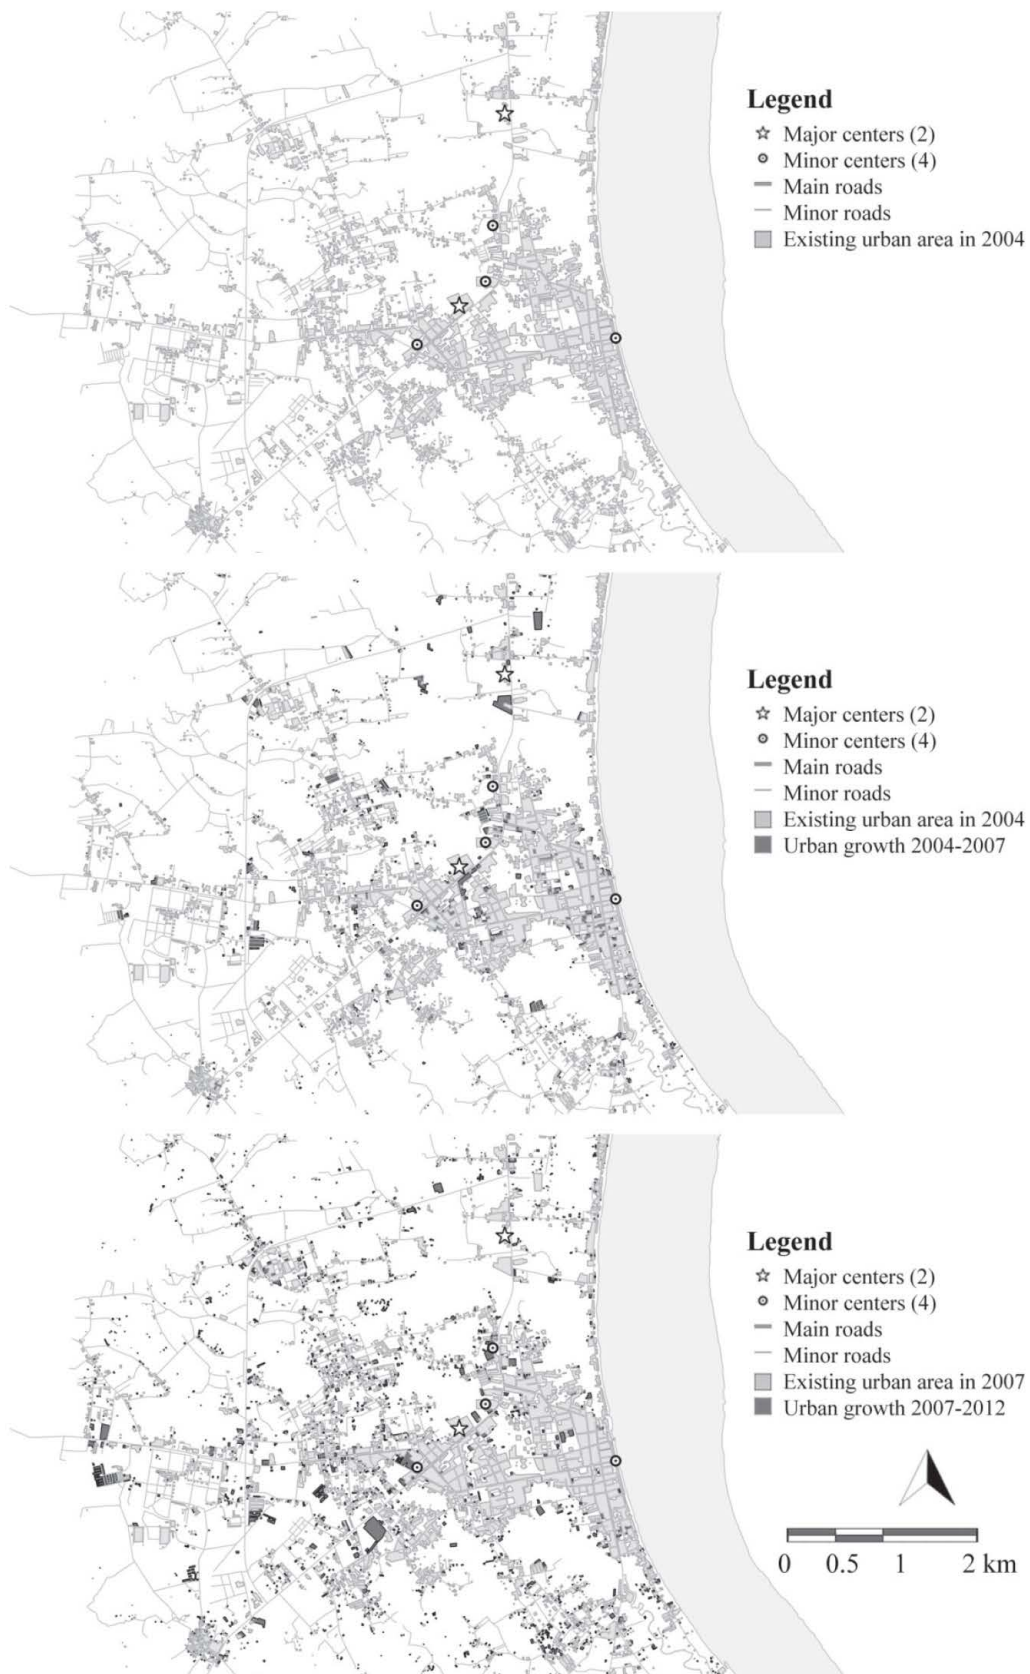 Legend
Major centers (2)
Minor centers (4)
Main roads
Minor roads
Existing urban area in 2004
Legend
Major centers (2)
Minor centers (4)
Main roads
Minor roads
Existing urban area in 2004
Urban growth 2004-2007
Legend
Major centers (2)
Minor centers (4)
Main roads
Minor roads
Existing urban area in 2007
Urban growth 2007-2012
0 0.5 1 2 km